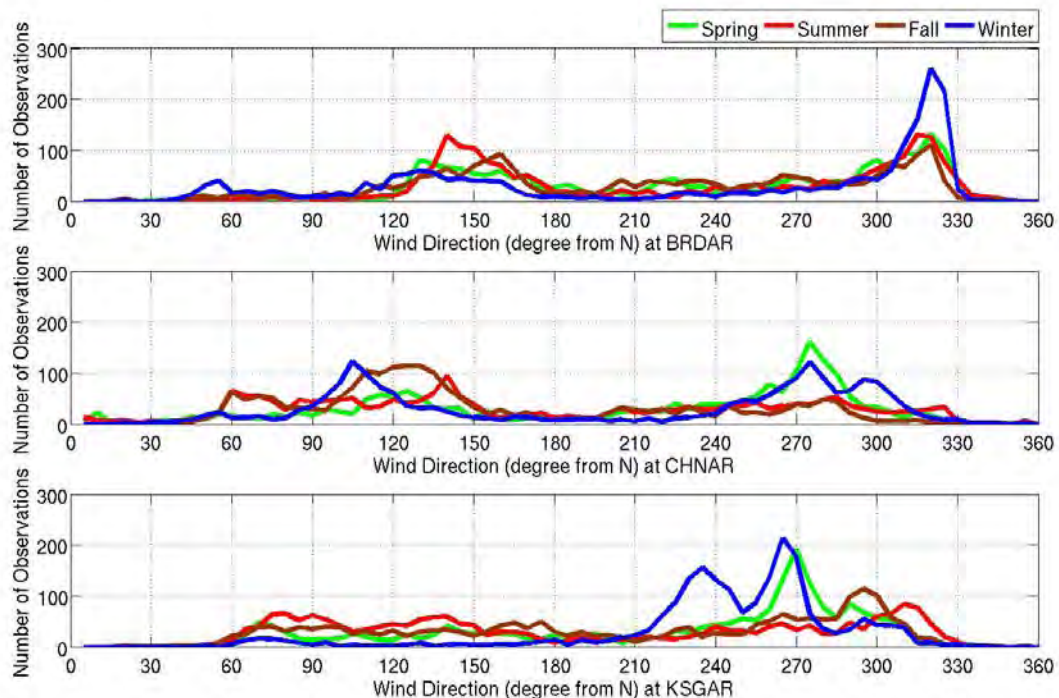 Spring Summer Fall Winter
Number of Observations
300
200
100
0
0 30 60 90 120 150 180 210 240 270 300 330 360
Wind Direction (degree from N) at BRDAR
Number of Observations
300
200
100
0
0 30 60 90 120 150 180 210 240 270 300 330 360
Wind Direction (degree from N) at CHNAR
Number of Observations
300
200
100
0
0 30 60 90 120 150 180 210 240 270 300 330 360
Wind Direction (degree from N) at KSGAR